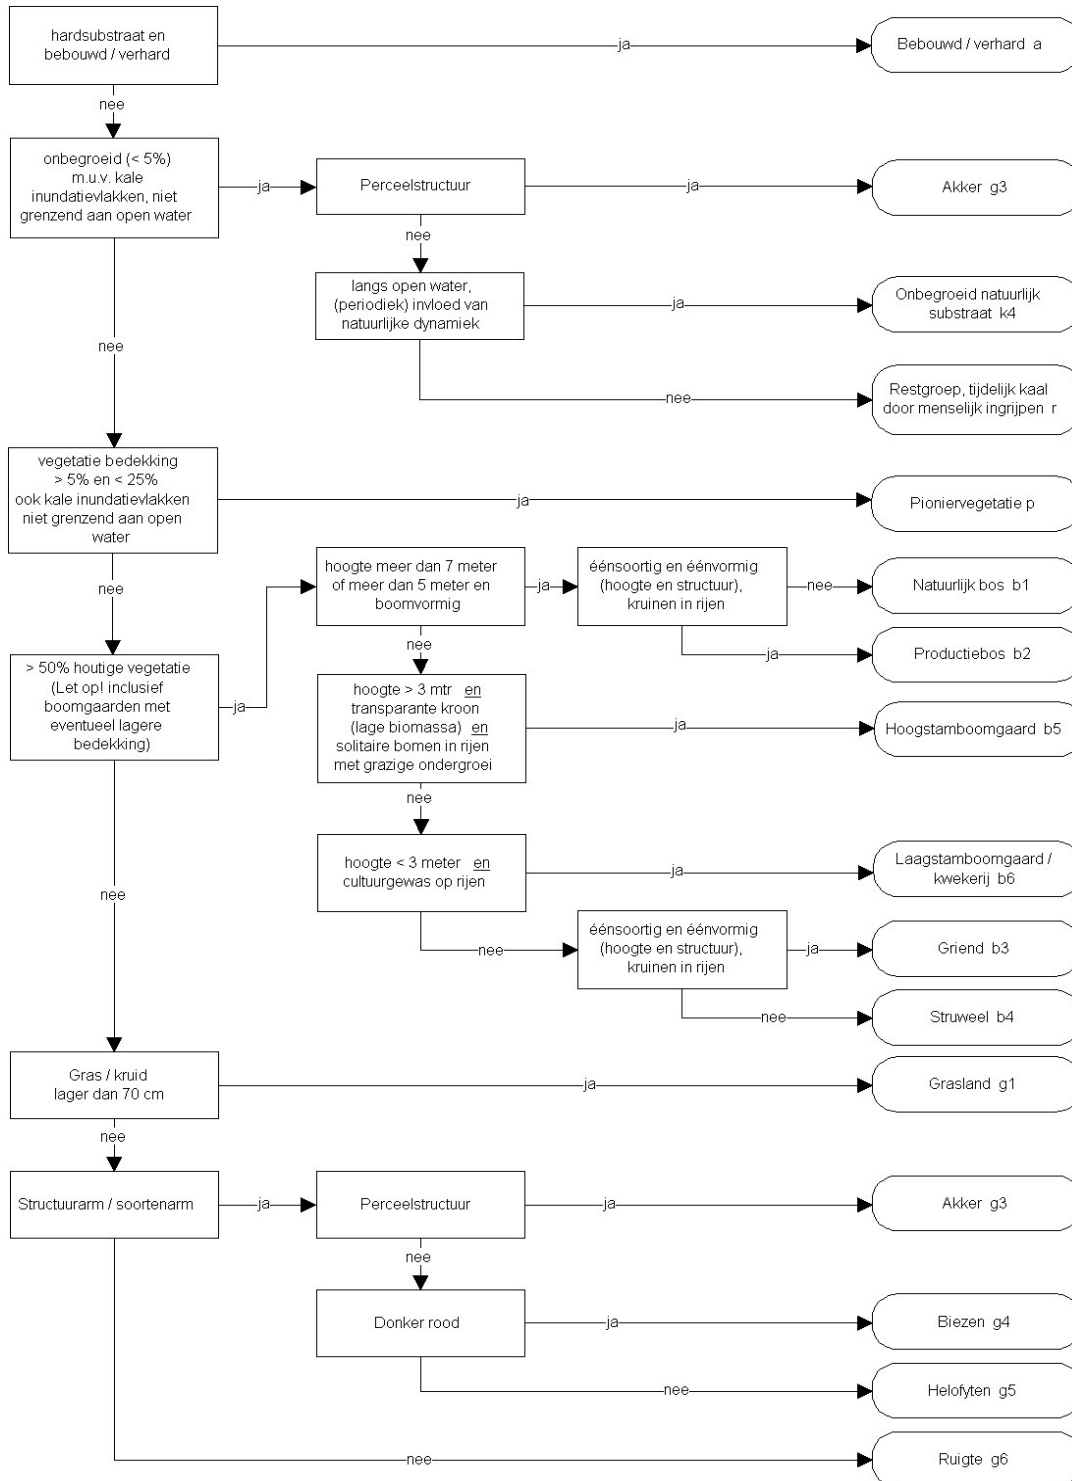 hardsubstraat en
bebouwd / verhard
ja
Bebouwd / verhard a
nee
onbegroeid (< 5%)
m.u.v. kale
inundatievlakken, niet
grenzend aan open water
ja
Perceelstructuur
ja
Akker g3
nee
langs open water,
(periodiek) invloed van
natuurlijke dynamiek
ja
Onbegroeid natuurlijk
substraat k4
nee
nee
Restgroep, tijdelijk kaal
door menselijk ingrijpen r
vegetatie bedekking
> 5% en < 25%
ook kale inundatievlakken
niet grenzend aan open
water
ja
Pioniervegetatie p
nee
hoogte meer dan 7 meter
of meer dan 5 meter en
boomvormig
ja
éénsoortig en éénvormig
(hoogte en structuur),
kruinen in rijen
nee
Natuurlijk bos b1
ja
Productiebos b2
nee
> 50% houtige vegetatie
(Let op! inclusief
boomgaarden met
eventueel lagere
bedekking)
ja
hoogte > 3 mtr en
transparante kroon
(lage biomassa) en
solitaire bomen in rijen
met grazige ondergroei
ja
Hoogstamboomgaard b5
nee
hoogte < 3 meter en
cultuurgewas op rijen
ja
Laagstamboomgaard /
kwekerij b6
nee
nee
éénsoortig en éénvormig
(hoogte en structuur),
kruinen in rijen
ja
Griend b3
nee
Struweel b4
Gras / kruid
lager dan 70 cm
ja
Grasland g1
nee
Structuurarm / soortenarm
ja
Perceelstructuur
ja
Akker g3
nee
Donker rood
ja
Biezen g4
nee
Helofyten g5
nee
Ruigte g6